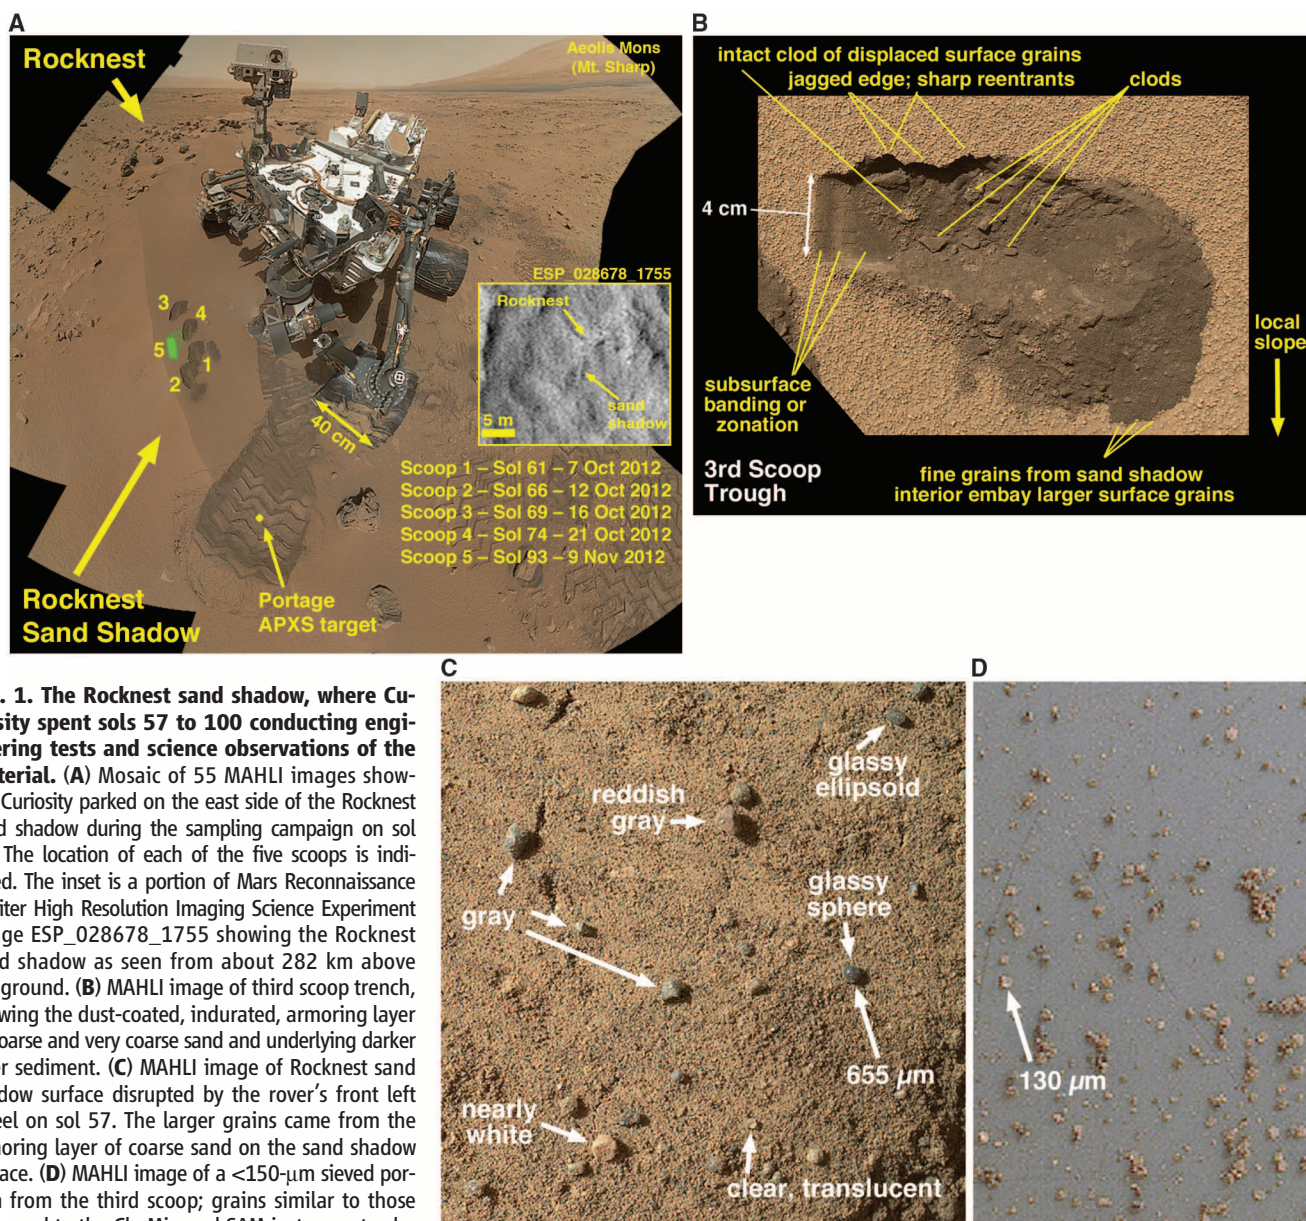 A
Rocknest
Aeolis Mons
(Mt. Sharp)
3
4
5
1
2
40 cm
ESP_028678_1755
Rocknest
sand
shadow
5 m
Scoop 1 – Sol 61 – 7 Oct 2012
Scoop 2 – Sol 66 – 12 Oct 2012
Scoop 3 – Sol 69 – 16 Oct 2012
Scoop 4 – Sol 74 – 21 Oct 2012
Scoop 5 – Sol 93 – 9 Nov 2012
Rocknest
Sand Shadow
Portage
APXS target
B
intact clod of displaced surface grains
jagged edge; sharp reentrants
clods
4 cm
local
slope
subsurface
banding or
zonation
3rd Scoop
Trough
fine grains from sand shadow
interior embay larger surface grains
. 1. The Rocknest sand shadow, where Cu-
sity spent sols 57 to 100 conducting engi-
ering tests and science observations of the
terial. (A) Mosaic of 55 MAHLI images show-
Curiosity parked on the east side of the Rocknest
d shadow during the sampling campaign on sol
The location of each of the five scoops is indi-
ed. The inset is a portion of Mars Reconnaissance
iter High Resolution Imaging Science Experiment
ge ESP_028678_1755 showing the Rocknest
d shadow as seen from about 282 km above
ground. (B) MAHLI image of third scoop trench,
wing the dust-coated, indurated, armoring layer
oarse and very coarse sand and underlying darker
er sediment. (C) MAHLI image of Rocknest sand
dow surface disrupted by the rover's front left
eel on sol 57. The larger grains came from the
oring layer of coarse sand on the sand shadow
ace. (D) MAHLI image of a <150-μm sieved por-
from the third scoop; grains similar to those
C
glassy
ellipsoid
reddish
gray
glassy
sphere
gray
655 μm
nearly
white
clear, translucent
D
130 μm